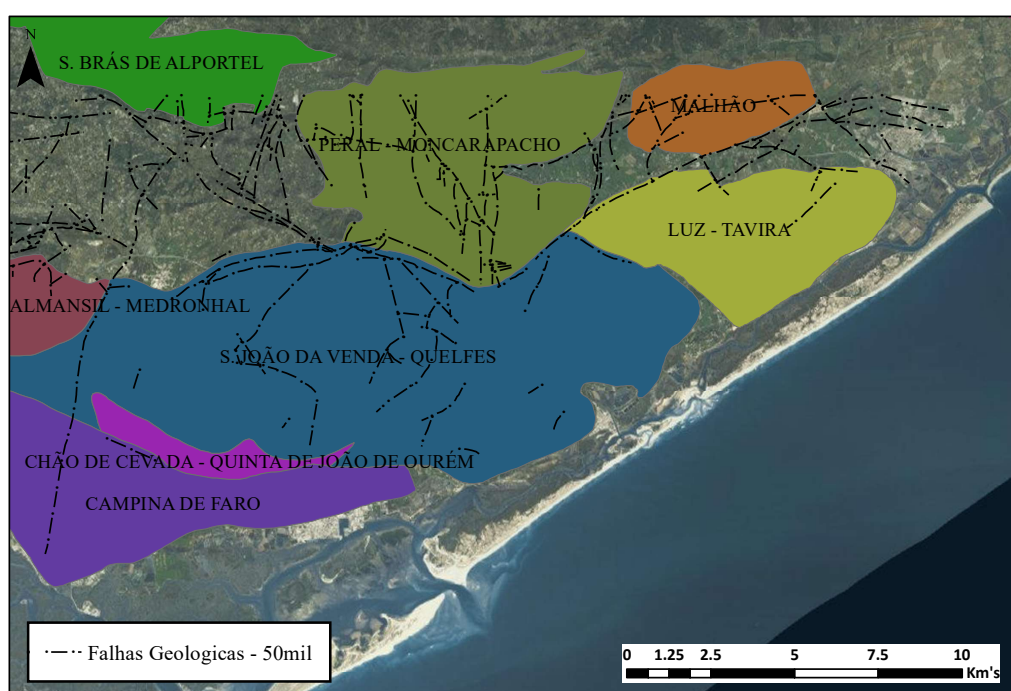 N
S. BRÁS DE ALPORTEL
MALHÃO
PERAL - MONCARAPACHO
LUZ - TAVIRA
ALMANSIL - MEDRONHAL
S. JOÃO DA VENDA - QUELFES
CHÃO DE CEVADA - QUINTA DE JOÃO DE OURÉM
CAMPINA DE FARO
Falhas Geologicas - 50mil
0 1.25 2.5 5 7.5 10
Km's